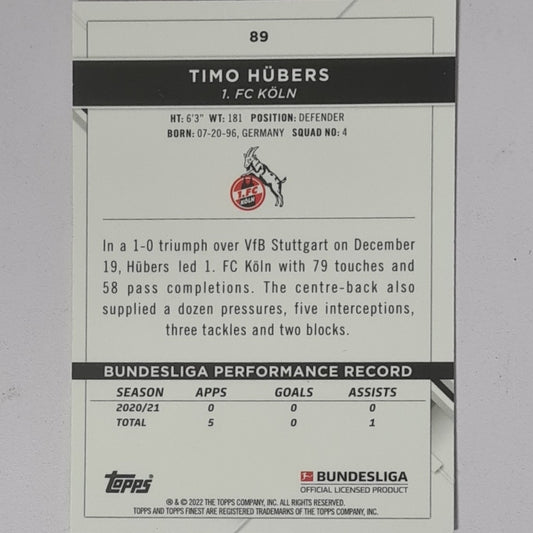 89
TIMO HÜBERS
1. FC KÖLN
HT: 6'3" WT: 181 POSITION: DEFENDER
BORN: 07-20-96, GERMANY SQUAD NO: 4
1. FC
KÖLN
In a 1-0 triumph over VfB Stuttgart on December
19, Hübers led 1. FC Köln with 79 touches and
58 pass completions. The centre-back also
supplied a dozen pressures, five interceptions,
three tackles and two blocks.
BUNDESLIGA PERFORMANCE RECORD
SEASON APPS GOALS ASSISTS
2020/21 0 0 0
TOTAL 5 0 1
Topps
BUNDESLIGA
OFFICIAL LICENSED PRODUCT
® & © 2022 THE TOPPS COMPANY, INC. ALL RIGHTS RESERVED.
TOPPS AND TOPPS FINEST ARE REGISTERED TRADEMARKS OF THE TOPPS COMPANY, INC.